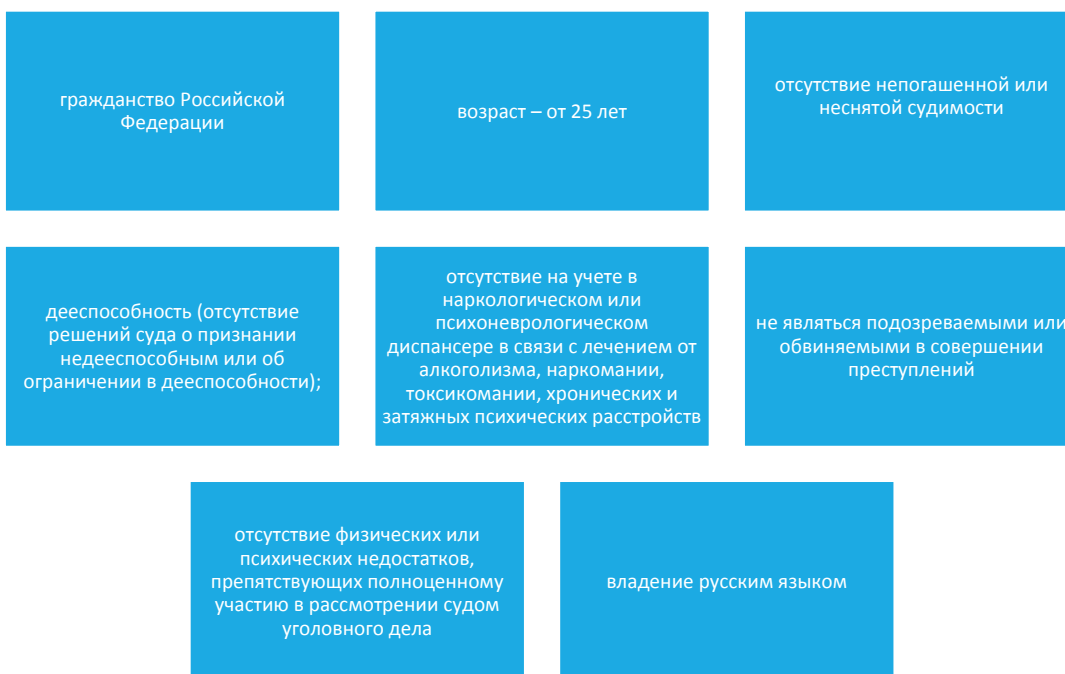 гражданство Российской
Федерации
возраст – от 25 лет
отсутствие непогашенной или
неснятой судимости
дееспособность (отсутствие
решений суда о признании
недееспособным или об
ограничении в дееспособности);
отсутствие на учете в
наркологическом или
психоневрологическом
диспансере в связи с лечением от
алкоголизма, наркомании,
токсикомании, хронических и
затяжных психических расстройств
не являться подозреваемыми или
обвиняемыми в совершении
преступлений
отсутствие физических или
психических недостатков,
препятствующих полноценному
участию в рассмотрении судом
уголовного дела
владение русским языком